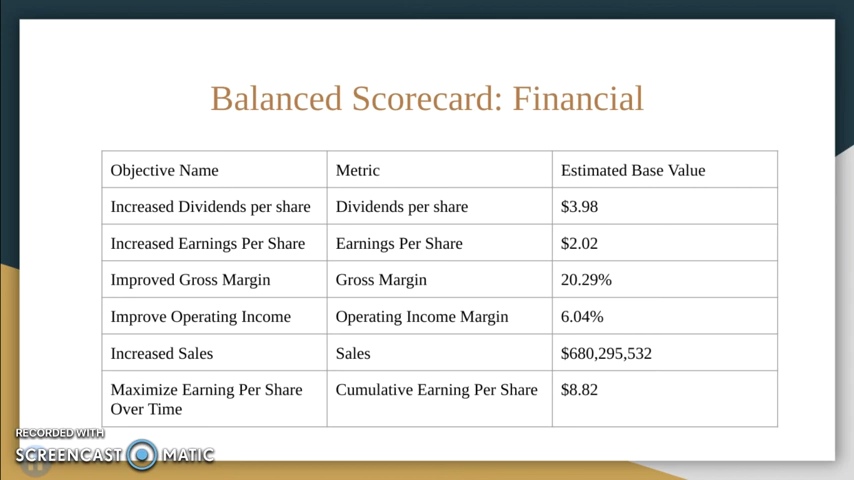 Balanced Scorecard: Financial
Objective Name Metric Estimated Base Value
Increased Dividends per share Dividends per share $3.98
Increased Earnings Per Share Earnings Per Share $2.02
Improved Gross Margin Gross Margin 20.29%
Improve Operating Income Operating Income Margin 6.04%
Increased Sales Sales $680,295,532
Maximize Earning Per Share Cumulative Earning Per Share $8.82
Over Time
RECORDED WITH
SCREENCAST MATIC